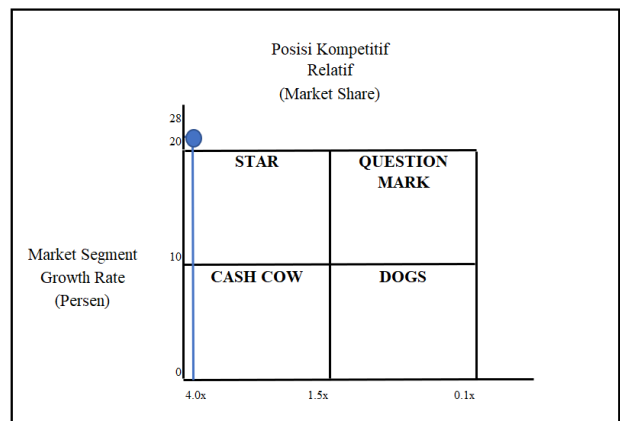 Posisi Kompetitif
Relatif
(Market Share)
28
20
STAR
QUESTION
MARK
Market Segment
Growth Rate
(Persen)
10
CASH COW
DOGS
0
4.0x
1.5x
0.1x